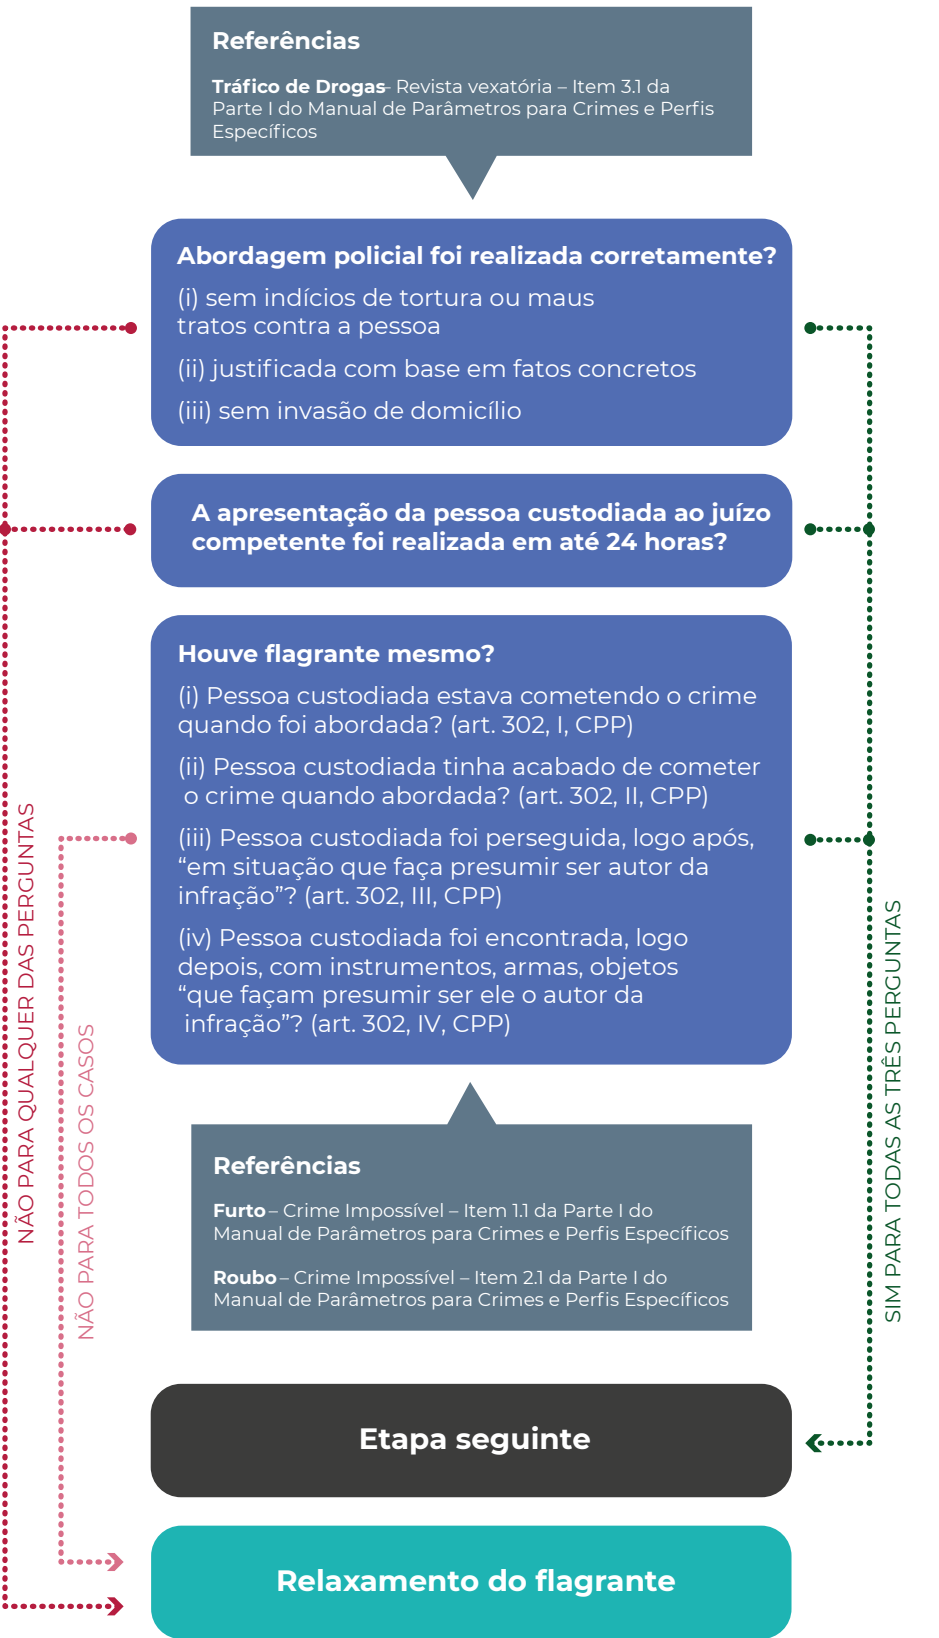 Referências
Tráfico de Drogas– Revista vexatória – Item 3.1 da
Parte I do Manual de Parâmetros para Crimes e Perfis
Específicos
Abordagem policial foi realizada corretamente?
(i) sem indícios de tortura ou maus
tratos contra a pessoa
(ii) justificada com base em fatos concretos
(iii) sem invasão de domicílio
A apresentação da pessoa custodiada ao juízo
competente foi realizada em até 24 horas?
Houve flagrante mesmo?
(i) Pessoa custodiada estava cometendo o crime
quando foi abordada? (art. 302, I, CPP)
(ii) Pessoa custodiada tinha acabado de cometer
o crime quando abordada? (art. 302, II, CPP)
(iii) Pessoa custodiada foi perseguida, logo após,
“em situação que faça presumir ser autor da
infração”? (art. 302, III, CPP)
(iv) Pessoa custodiada foi encontrada, logo
depois, com instrumentos, armas, objetos
“que façam presumir ser ele o autor da
infração”? (art. 302, IV, CPP)
NÃO PARA QUALQUER DAS PERGUNTAS
NÃO PARA TODOS OS CASOS
SIM PARA TODAS AS TRÊS PERGUNTAS
Referências
Furto – Crime Impossível – Item 1.1 da Parte I do
Manual de Parâmetros para Crimes e Perfis Específicos
Roubo – Crime Impossível – Item 2.1 da Parte I do
Manual de Parâmetros para Crimes e Perfis Específicos
Etapa seguinte
Relaxamento do flagrante